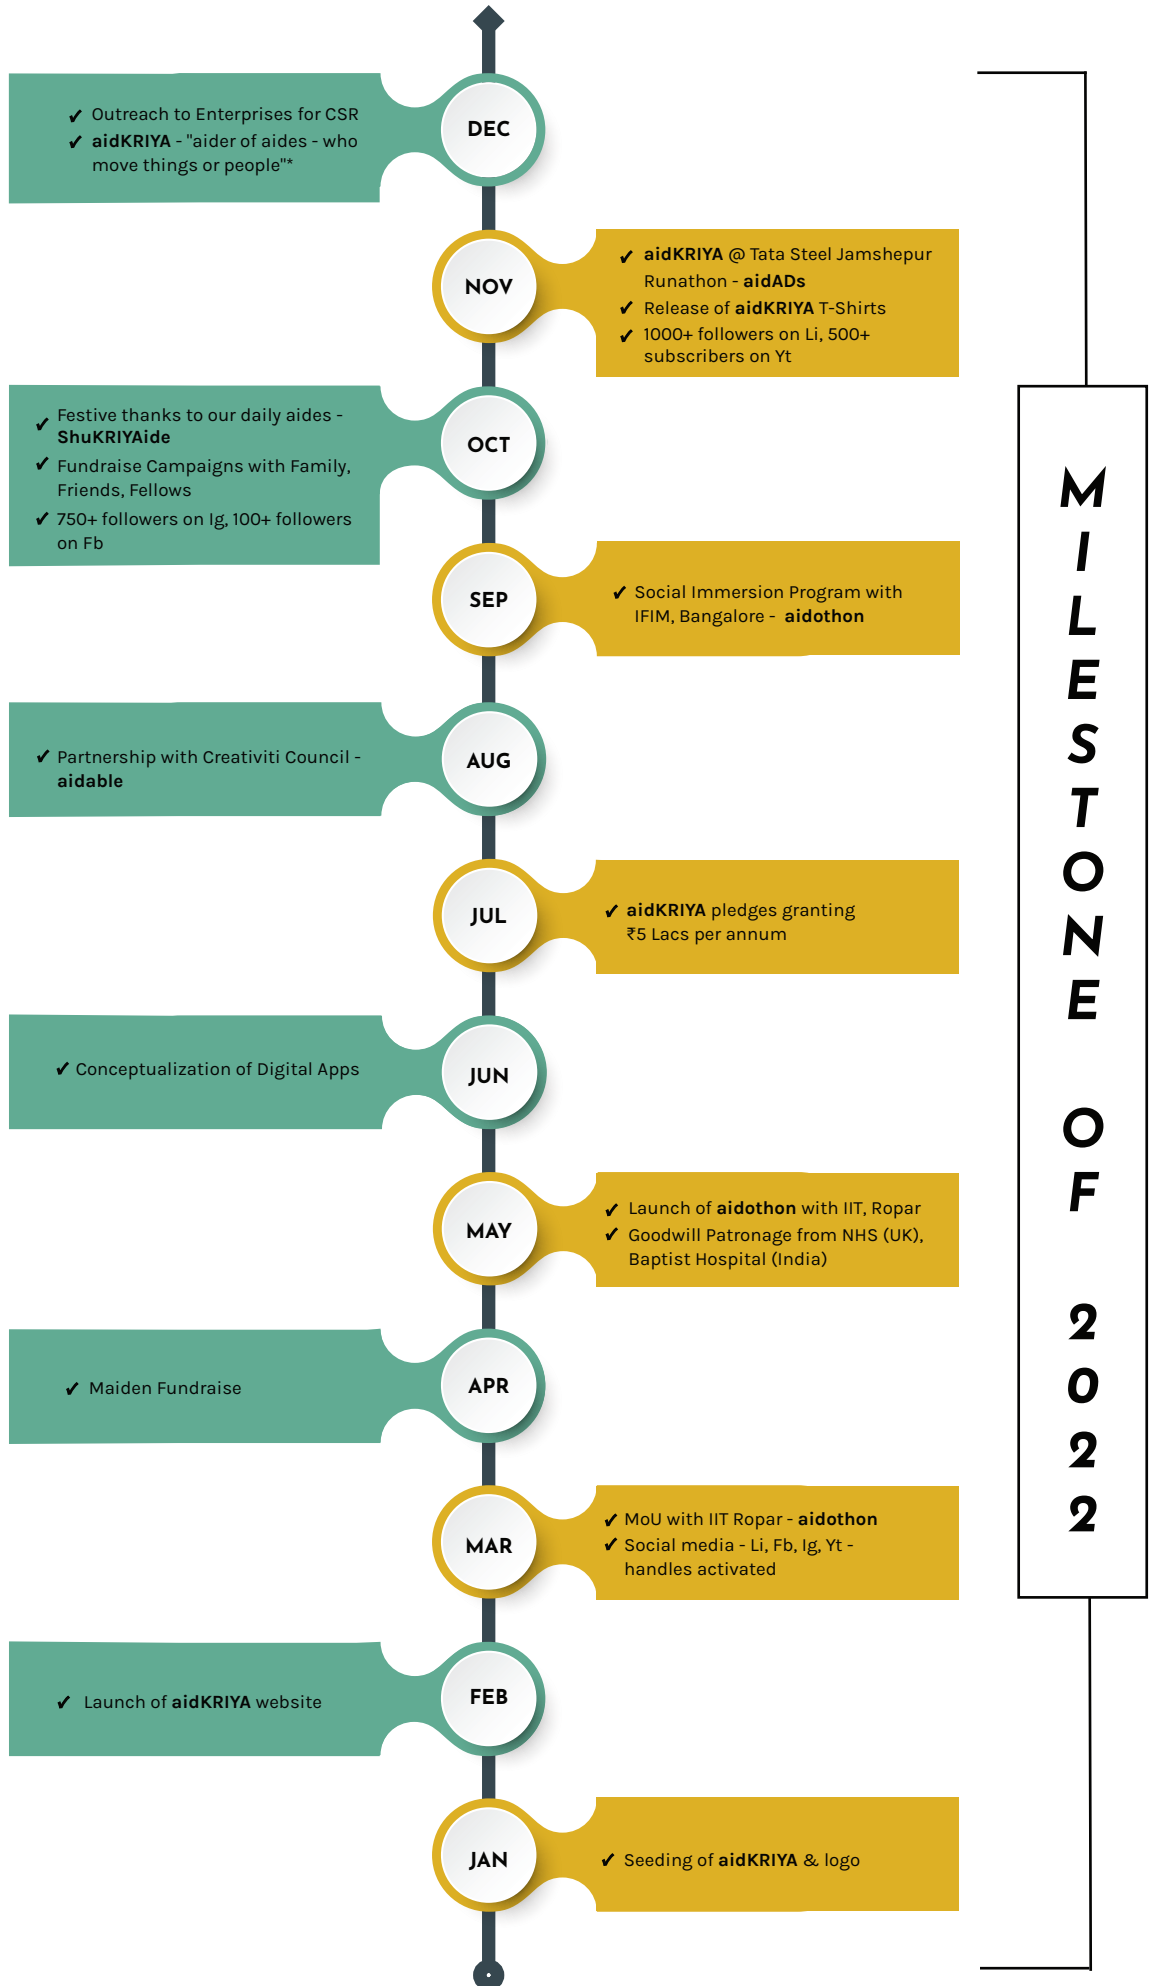 DEC
✔ Outreach to Enterprises for CSR
✔ aidKRIYA - "aider of aides - who
move things or people"*
NOV
✔ aidKRIYA @ Tata Steel Jamshepur
Runathon - aidADs
✔ Release of aidKRIYA T-Shirts
✔ 1000+ followers on Li, 500+
subscribers on Yt
OCT
✔ Festive thanks to our daily aides -
ShuKRIYAide
✔ Fundraise Campaigns with Family,
Friends, Fellows
✔ 750+ followers on Ig, 100+ followers
on Fb
SEP
✔ Social Immersion Program with
IFIM, Bangalore - aidothon
AUG
✔ Partnership with Creativiti Council -
aidable
JUL
✔ aidKRIYA pledges granting
₹5 Lacs per annum
JUN
✔ Conceptualization of Digital Apps
MAY
✔ Launch of aidothon with IIT, Ropar
✔ Goodwill Patronage from NHS (UK),
Baptist Hospital (India)
APR
✔ Maiden Fundraise
MAR
✔ MoU with IIT Ropar - aidothon
✔ Social media - Li, Fb, Ig, Yt -
handles activated
FEB
✔ Launch of aidKRIYA website
JAN
✔ Seeding of aidKRIYA & logo
MILESTONE OF 2022